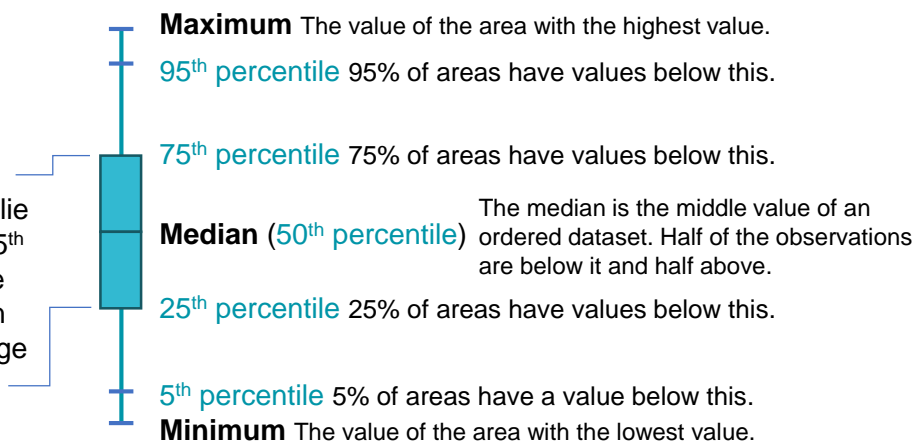 Maximum The value of the area with the highest value.
95th percentile 95% of areas have values below this.
75th percentile 75% of areas have values below this.
lie
5th
Median (50th percentile)
The median is the middle value of an
ordered dataset. Half of the observations
are below it and half above.
25th percentile 25% of areas have values below this.
ge
5th percentile 5% of areas have a value below this.
Minimum The value of the area with the lowest value.